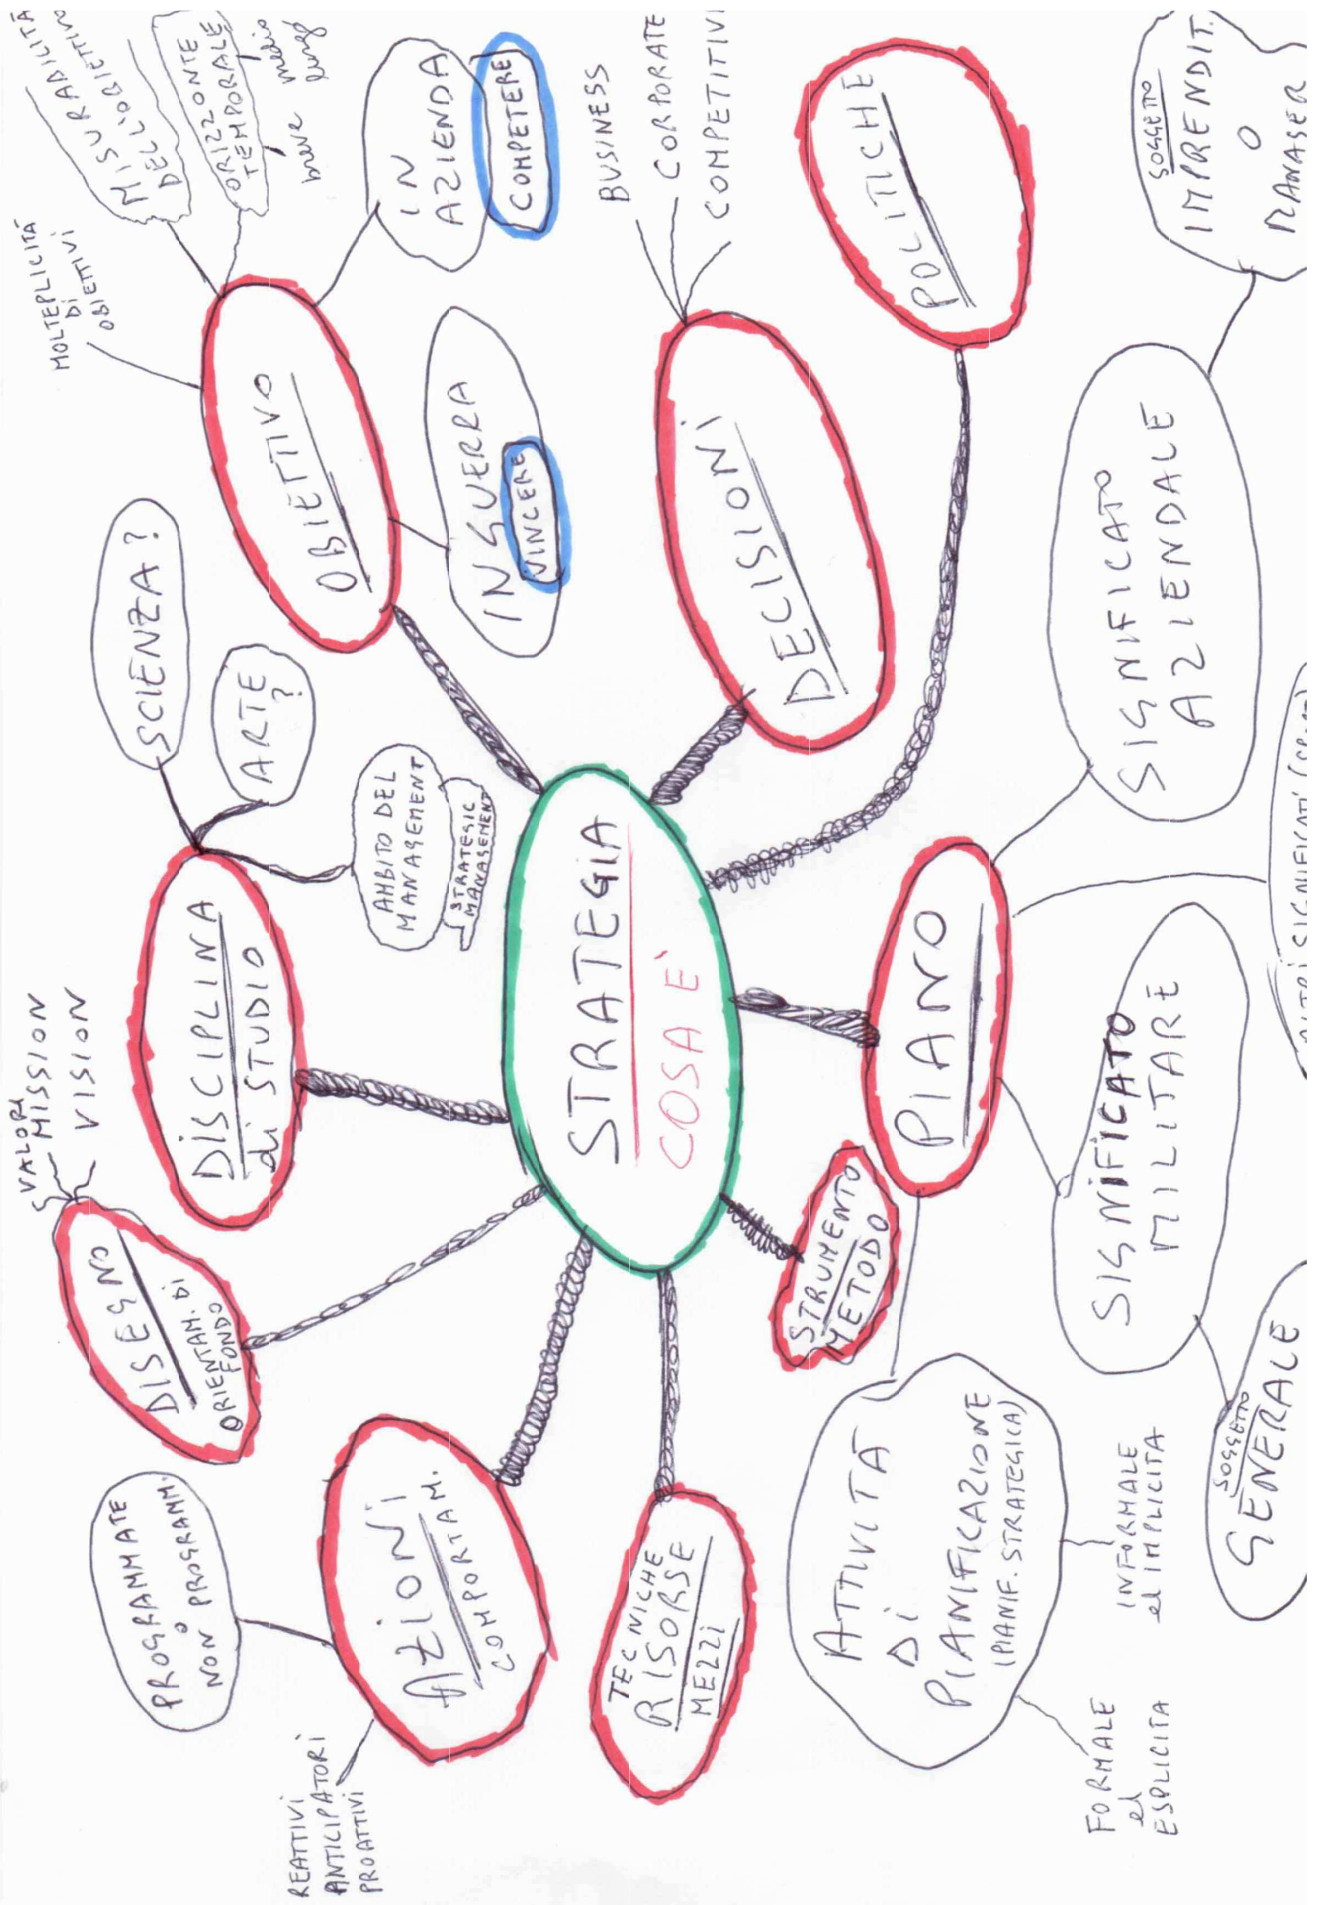 STRATEGIA
COSA È
DISEGNO
ORIENTAM. DI
FONDO
VALORI
MISSION
VISION
DISCIPLINA
di STUDIO
SCIENZA?
ARTE
?
AMBITO DEL
MANAGEMENT
STRATEGIC
MANAGEMENT
OBIETTIVO
MOLTEPLICITÀ
DI
OBIETTIVI
MISURABILITÀ
DELL'OBIETTIVO
ORIZZONTE
TEMPORALE
breve
medio
lungo
IN
AZIENDA
COMPETERE
IN GUERRA
VINCERE
DECISIONI
BUSINESS
CORPORATE
COMPETITIV
POLITICHE
PIANO
SIGNIFICATO
AZIENDALE
SOGGETTO
IMPRENDIT.
O
MANAGER
SIGNIFICATO
MILITARE
SOGGETTO
GENERALE
ATTIVITÀ
DI
PIANIFICAZIONE
(PIANIF. STRATEGICA)
INFORMALE
ed IMPLICITA
FORMALE
ed
ESPLICITA
STRUMENTO
METODO
TECNICHE
RISORSE
MEZZI
AZIONI
COMPORTAM.
PROGRAMMATE
O
NON PROGRAMM.
REATTIVI
ANTICIPATORI
PROATTIVI